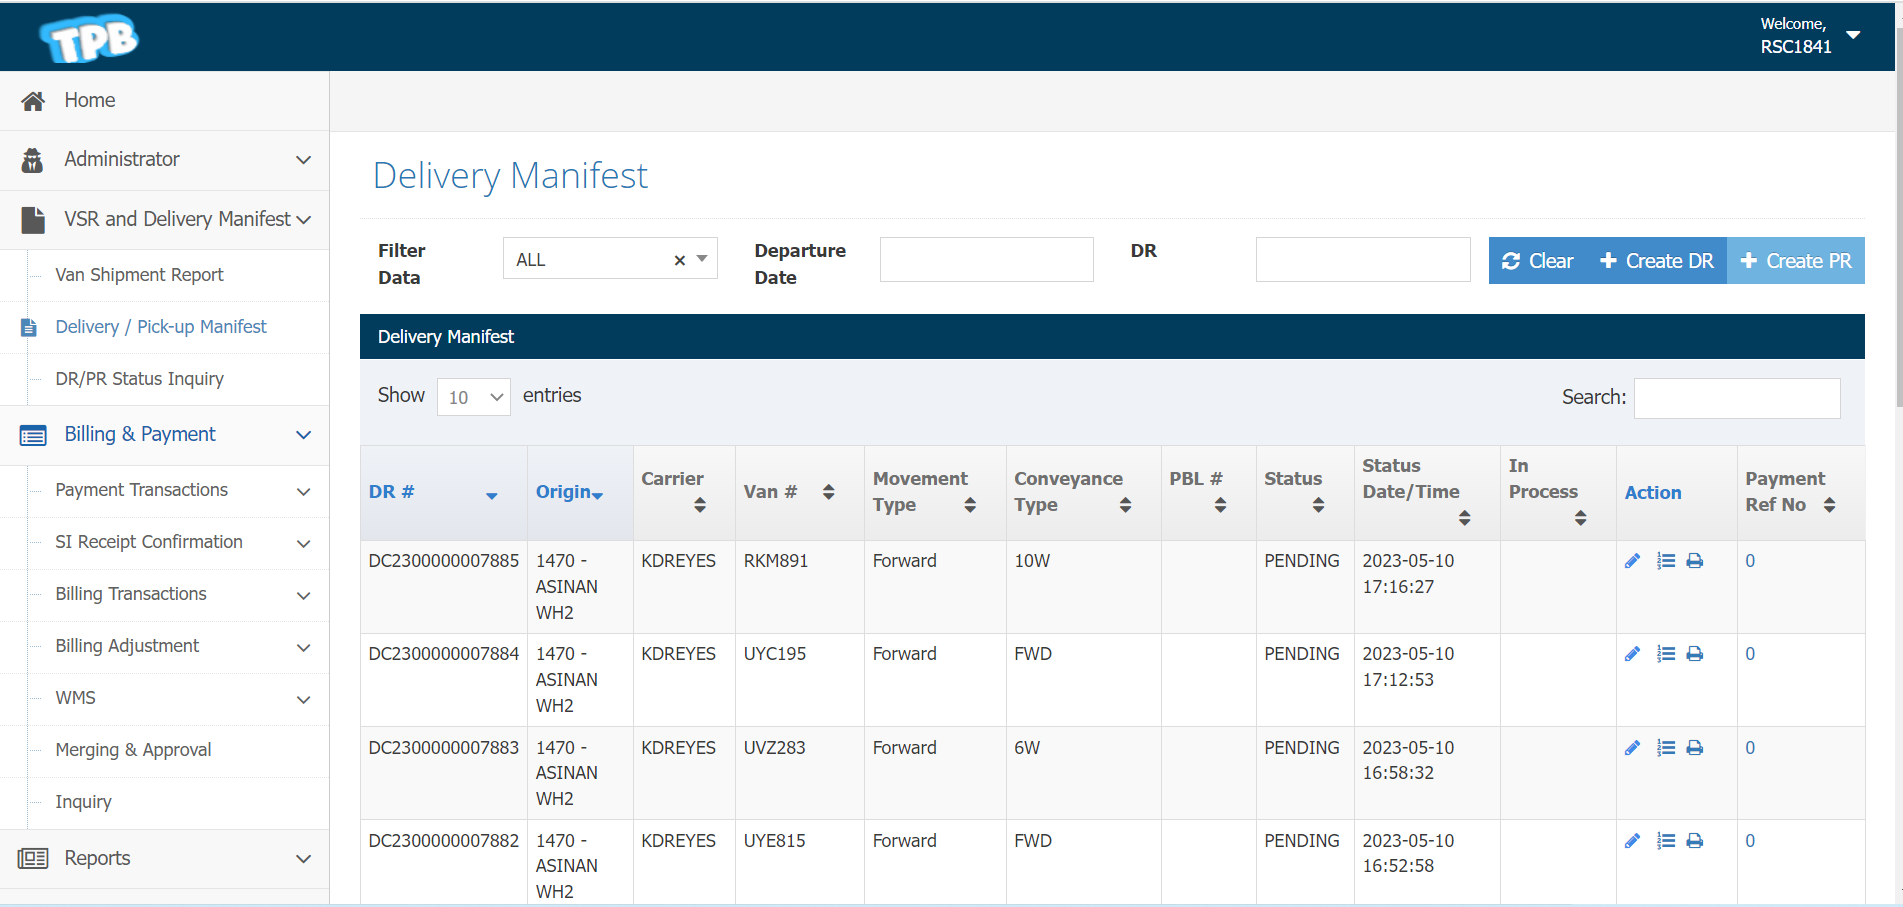 TPB
Welcome,
RSC1841
Home
Administrator
VSR and Delivery Manifest
Van Shipment Report
Delivery / Pick-up Manifest
DR/PR Status Inquiry
Billing & Payment
Payment Transactions
SI Receipt Confirmation
Billing Transactions
Billing Adjustment
WMS
Merging & Approval
Inquiry
Reports
Delivery Manifest
Filter
Data
ALL ×
Departure
Date
DR
Clear
+ Create DR
+ Create PR
Delivery Manifest
Show 10 entries
Search:
DR #
Origin
Carrier
Van #
Movement
Type
Conveyance
Type
PBL #
Status
Status
Date/Time
In
Process
Action
Payment
Ref No
DC2300000007885 1470 - KDREYES RKM891 Forward 10W PENDING 2023-05-10 0
ASINAN 17:16:27
WH2
DC2300000007884 1470 - KDREYES UYC195 Forward FWD PENDING 2023-05-10 0
ASINAN 17:12:53
WH2
DC2300000007883 1470 - KDREYES UVZ283 Forward 6W PENDING 2023-05-10 0
ASINAN 16:58:32
WH2
DC2300000007882 1470 - KDREYES UYE815 Forward FWD PENDING 2023-05-10 0
ASINAN 16:52:58
WH2